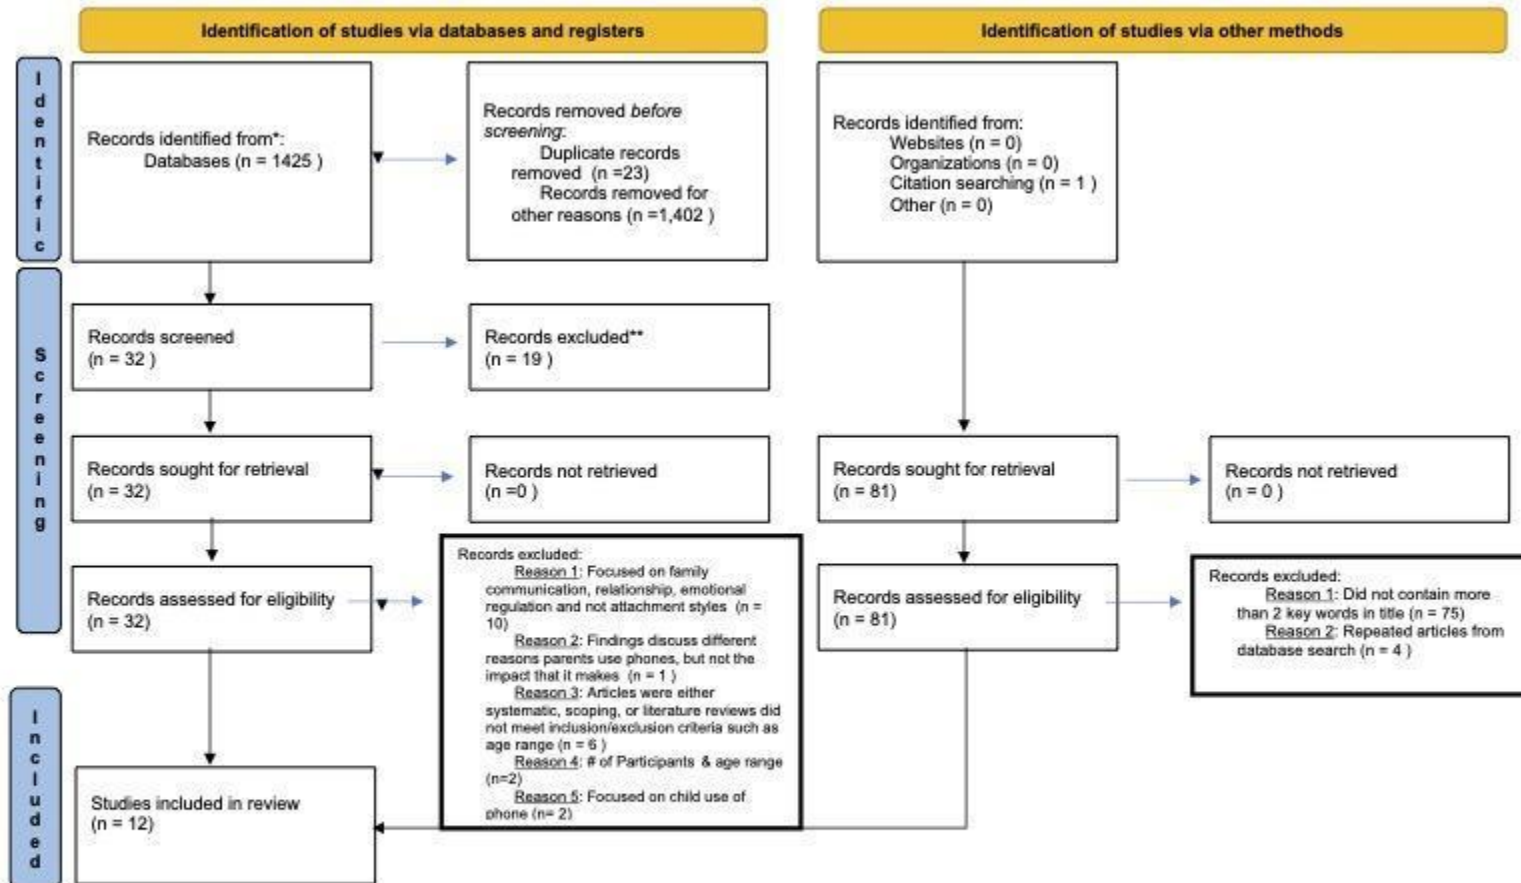 Identification of studies via databases and registers
Identification of studies via other methods
Identific
Records identified from*:
Databases (n = 1425 )
Records removed before
screening:
Duplicate records
removed (n =23)
Records removed for
other reasons (n =1,402 )
Records identified from:
Websites (n = 0)
Organizations (n = 0)
Citation searching (n = 1 )
Other (n = 0)
Screening
Records screened
(n = 32 )
Records excluded**
(n = 19 )
Records sought for retrieval
(n = 32)
Records not retrieved
(n =0 )
Records sought for retrieval
(n = 81)
Records not retrieved
(n = 0 )
Records assessed for eligibility
(n = 32)
Records excluded:
Reason 1: Focused on family
communication, relationship, emotional
regulation and not attachment styles (n =
10)
Reason 2: Findings discuss different
reasons parents use phones, but not the
impact that it makes (n = 1 )
Reason 3: Articles were either
systematic, scoping, or literature reviews did
not meet inclusion/exclusion criteria such as
age range (n = 6 )
Reason 4: # of Participants & age range
(n=2)
Reason 5: Focused on child use of
phone (n= 2)
Records assessed for eligibility
(n = 81)
Records excluded:
Reason 1: Did not contain more
than 2 key words in title (n = 75)
Reason 2: Repeated articles from
database search (n = 4 )
Included
Studies included in review
(n = 12)